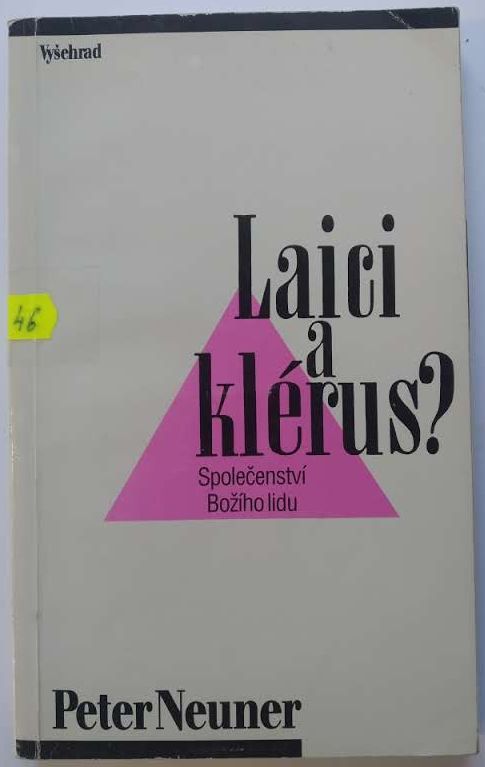 Vyšehrad
Laici
a
klérus?
46
Společenství
Božího lidu
Peter Neuner